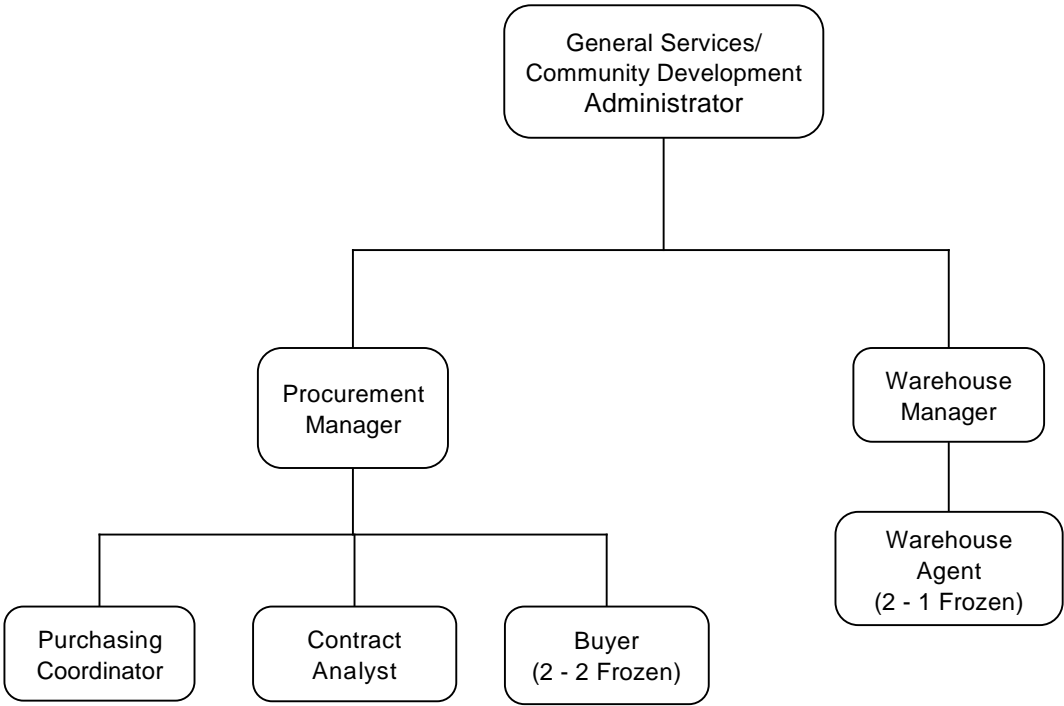 General Services/
Community Development
Administrator
Procurement
Manager
Warehouse
Manager
Warehouse
Agent
(2 - 1 Frozen)
Purchasing
Coordinator
Contract
Analyst
Buyer
(2 - 2 Frozen)